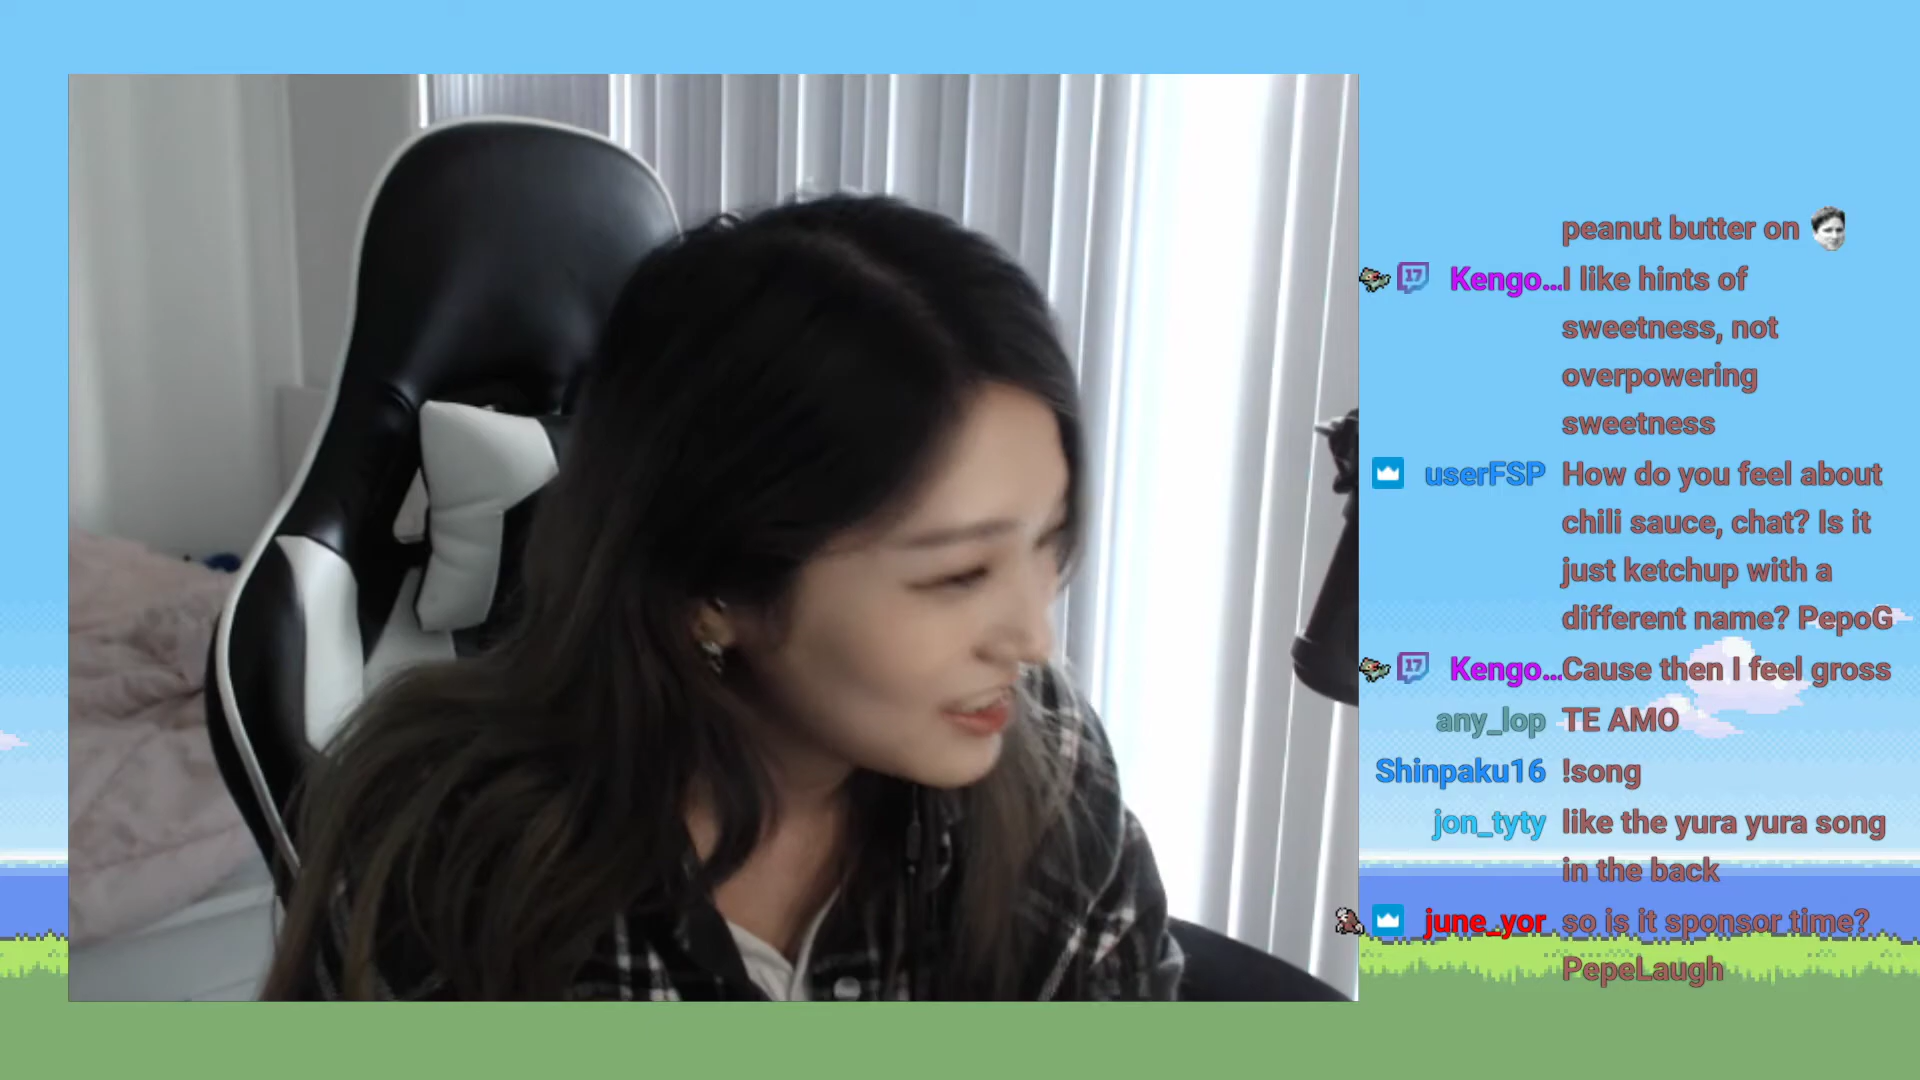 peanut butter on
17 Kengo... I like hints of
sweetness, not
overpowering
sweetness
userFSP How do you feel about
chili sauce, chat? Is it
just ketchup with a
different name? PepoG
17 Kengo... Cause then I feel gross
any_lop TE AMO
Shinpaku16 !song
jon_tyty like the yura yura song
in the back
june_yor so is it sponsor time?
PepeLaugh